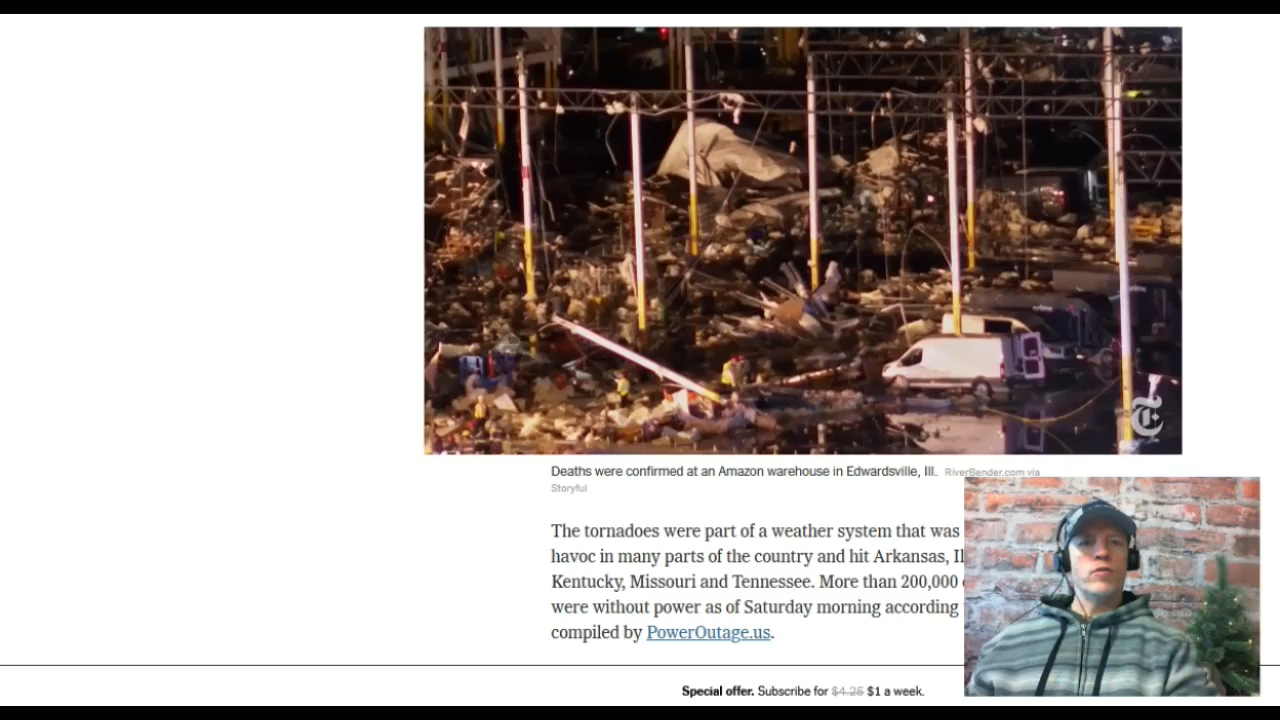 Deaths were confirmed at an Amazon warehouse in Edwardsville, Ill. RiverBender.com via
Storyful
The tornadoes were part of a weather system that was
havoc in many parts of the country and hit Arkansas,
Kentucky, Missouri and Tennessee. More than 200,000
were without power as of Saturday morning according
compiled by PowerOutage.us.
Special offer. Subscribe for $4.25 $1 a week.